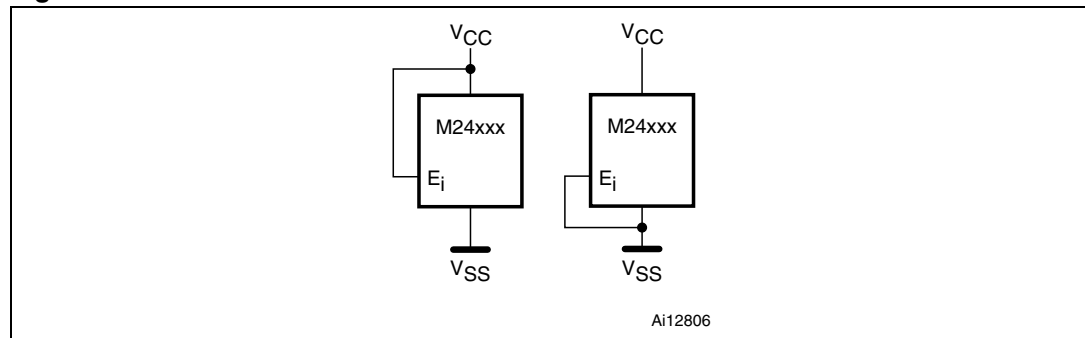 VCC VCC
M24xxx M24xxx
Ei Ei
VSS VSS
Ai12806